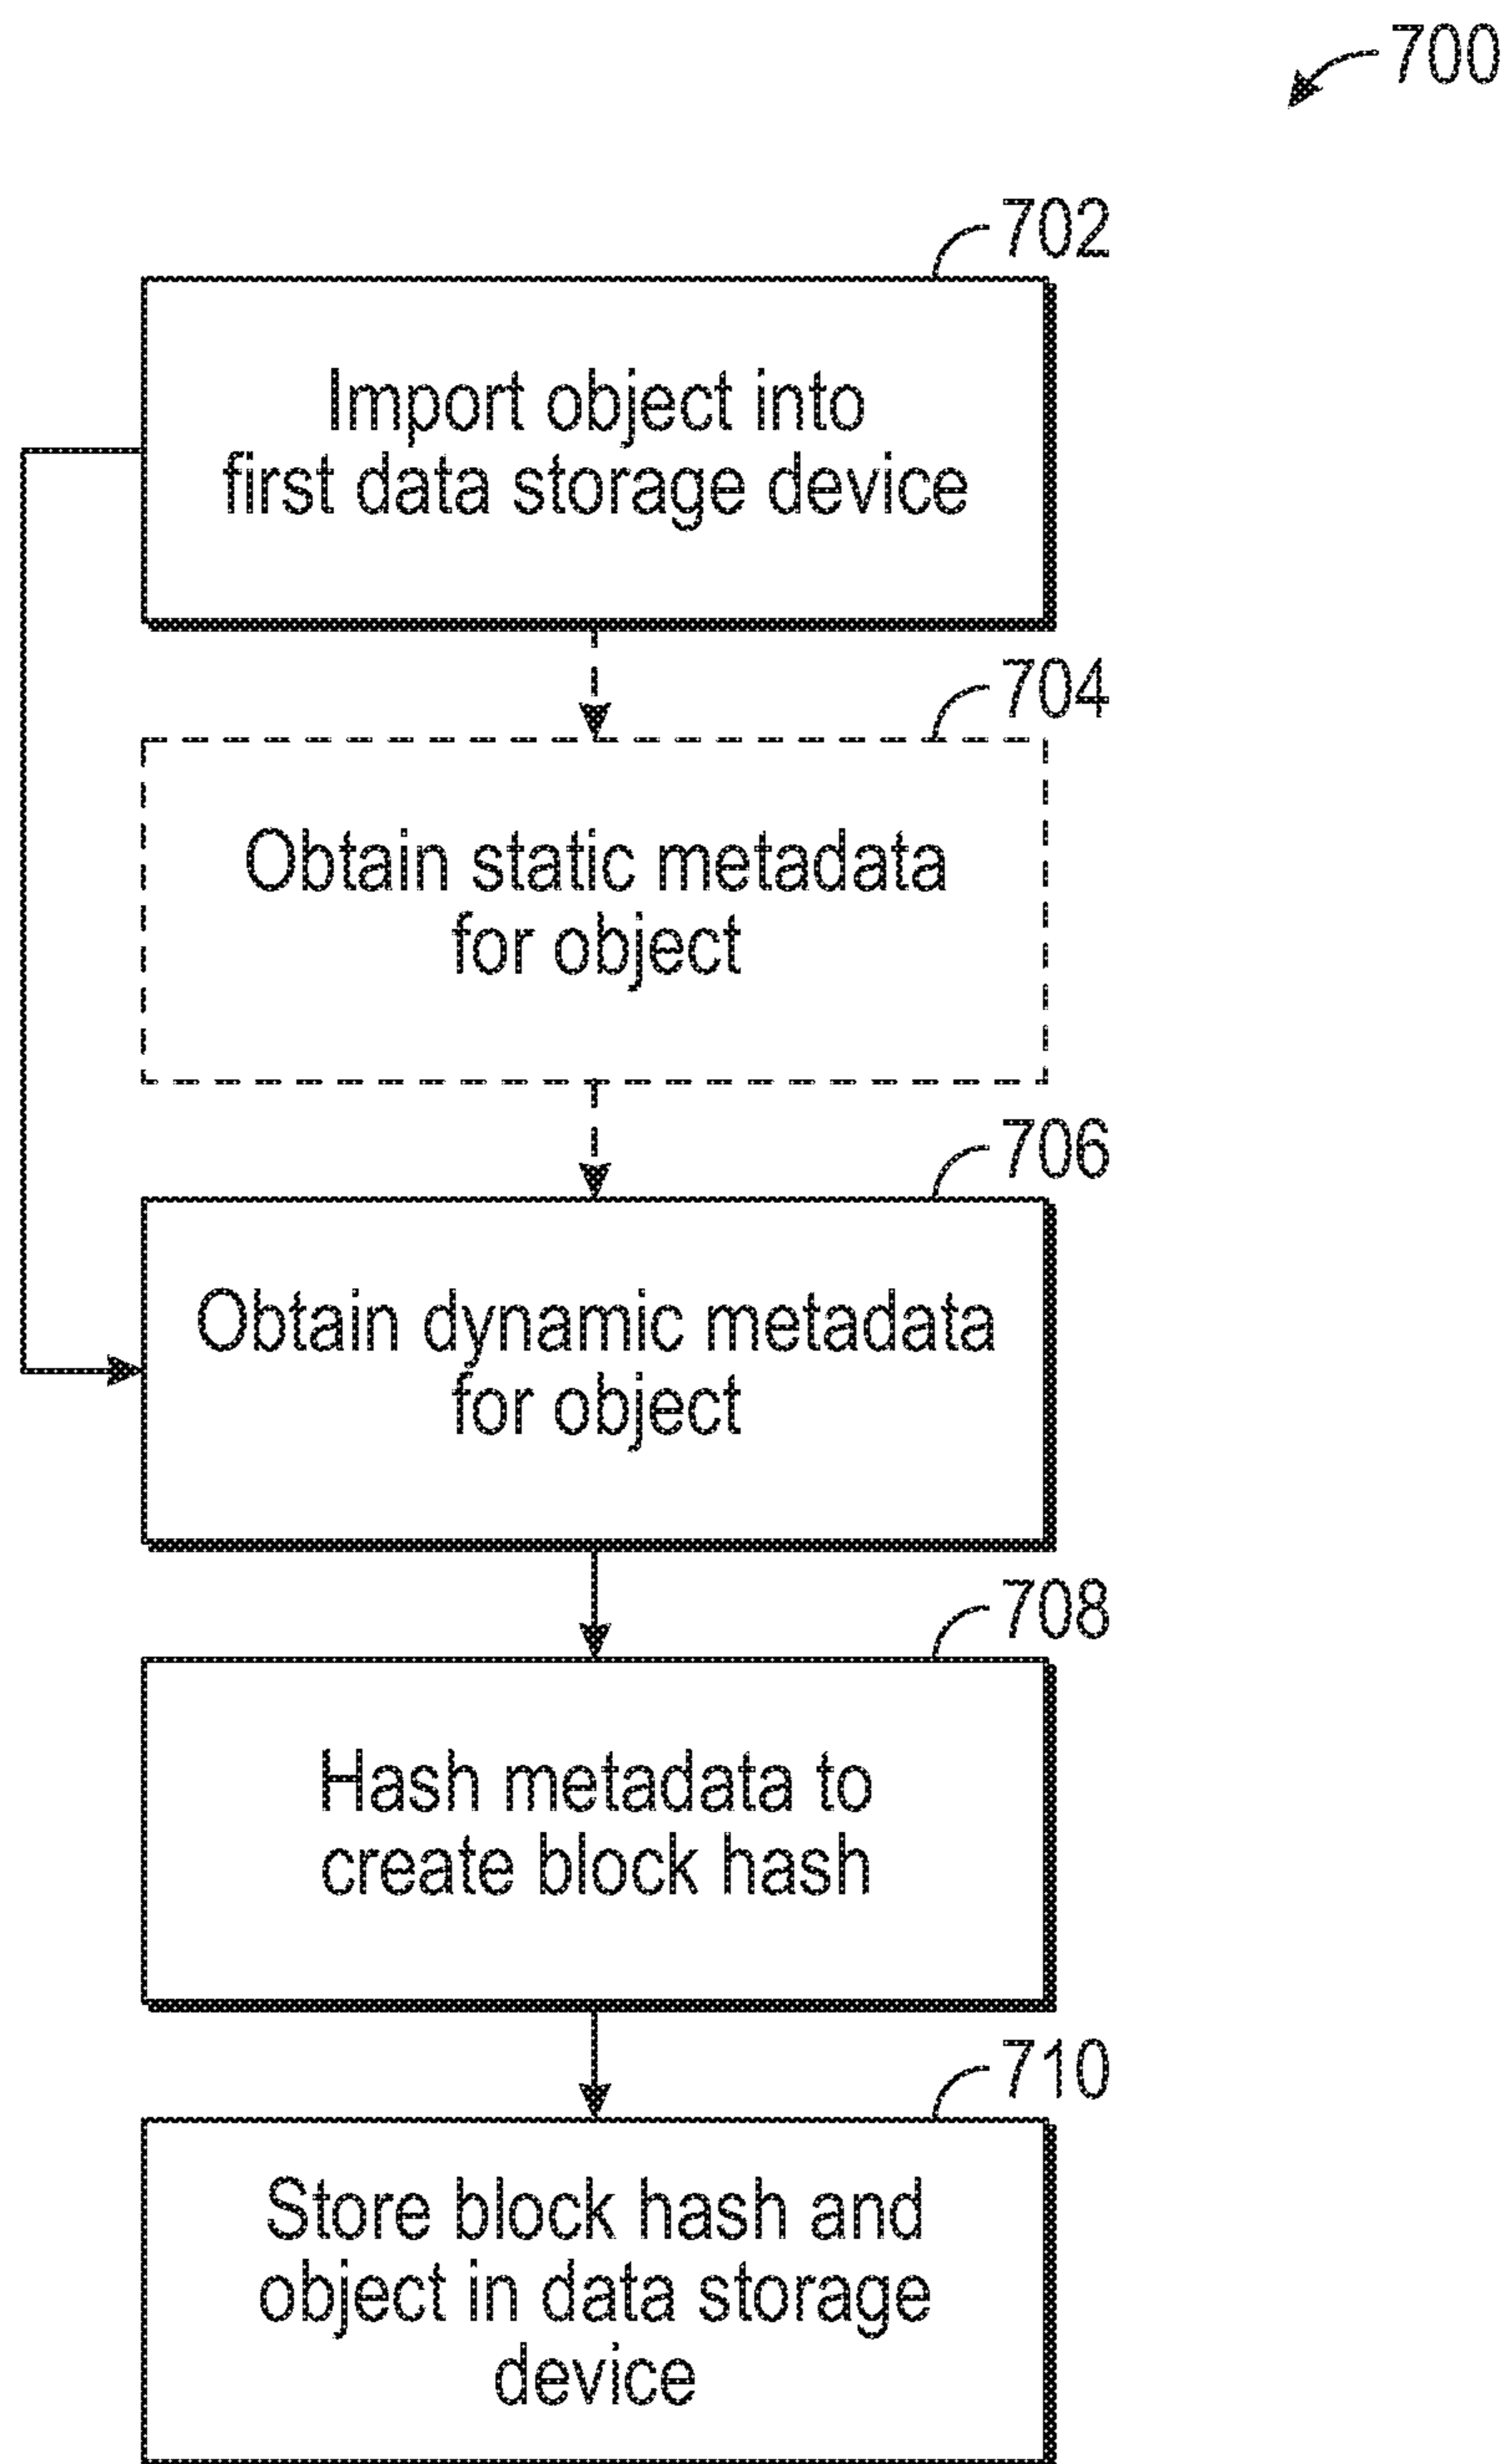 700
702
Import object into
first data storage device
704
Obtain static metadata
for object
706
Obtain dynamic metadata
for object
708
Hash metadata to
create block hash
710
Store block hash and
object in data storage
device